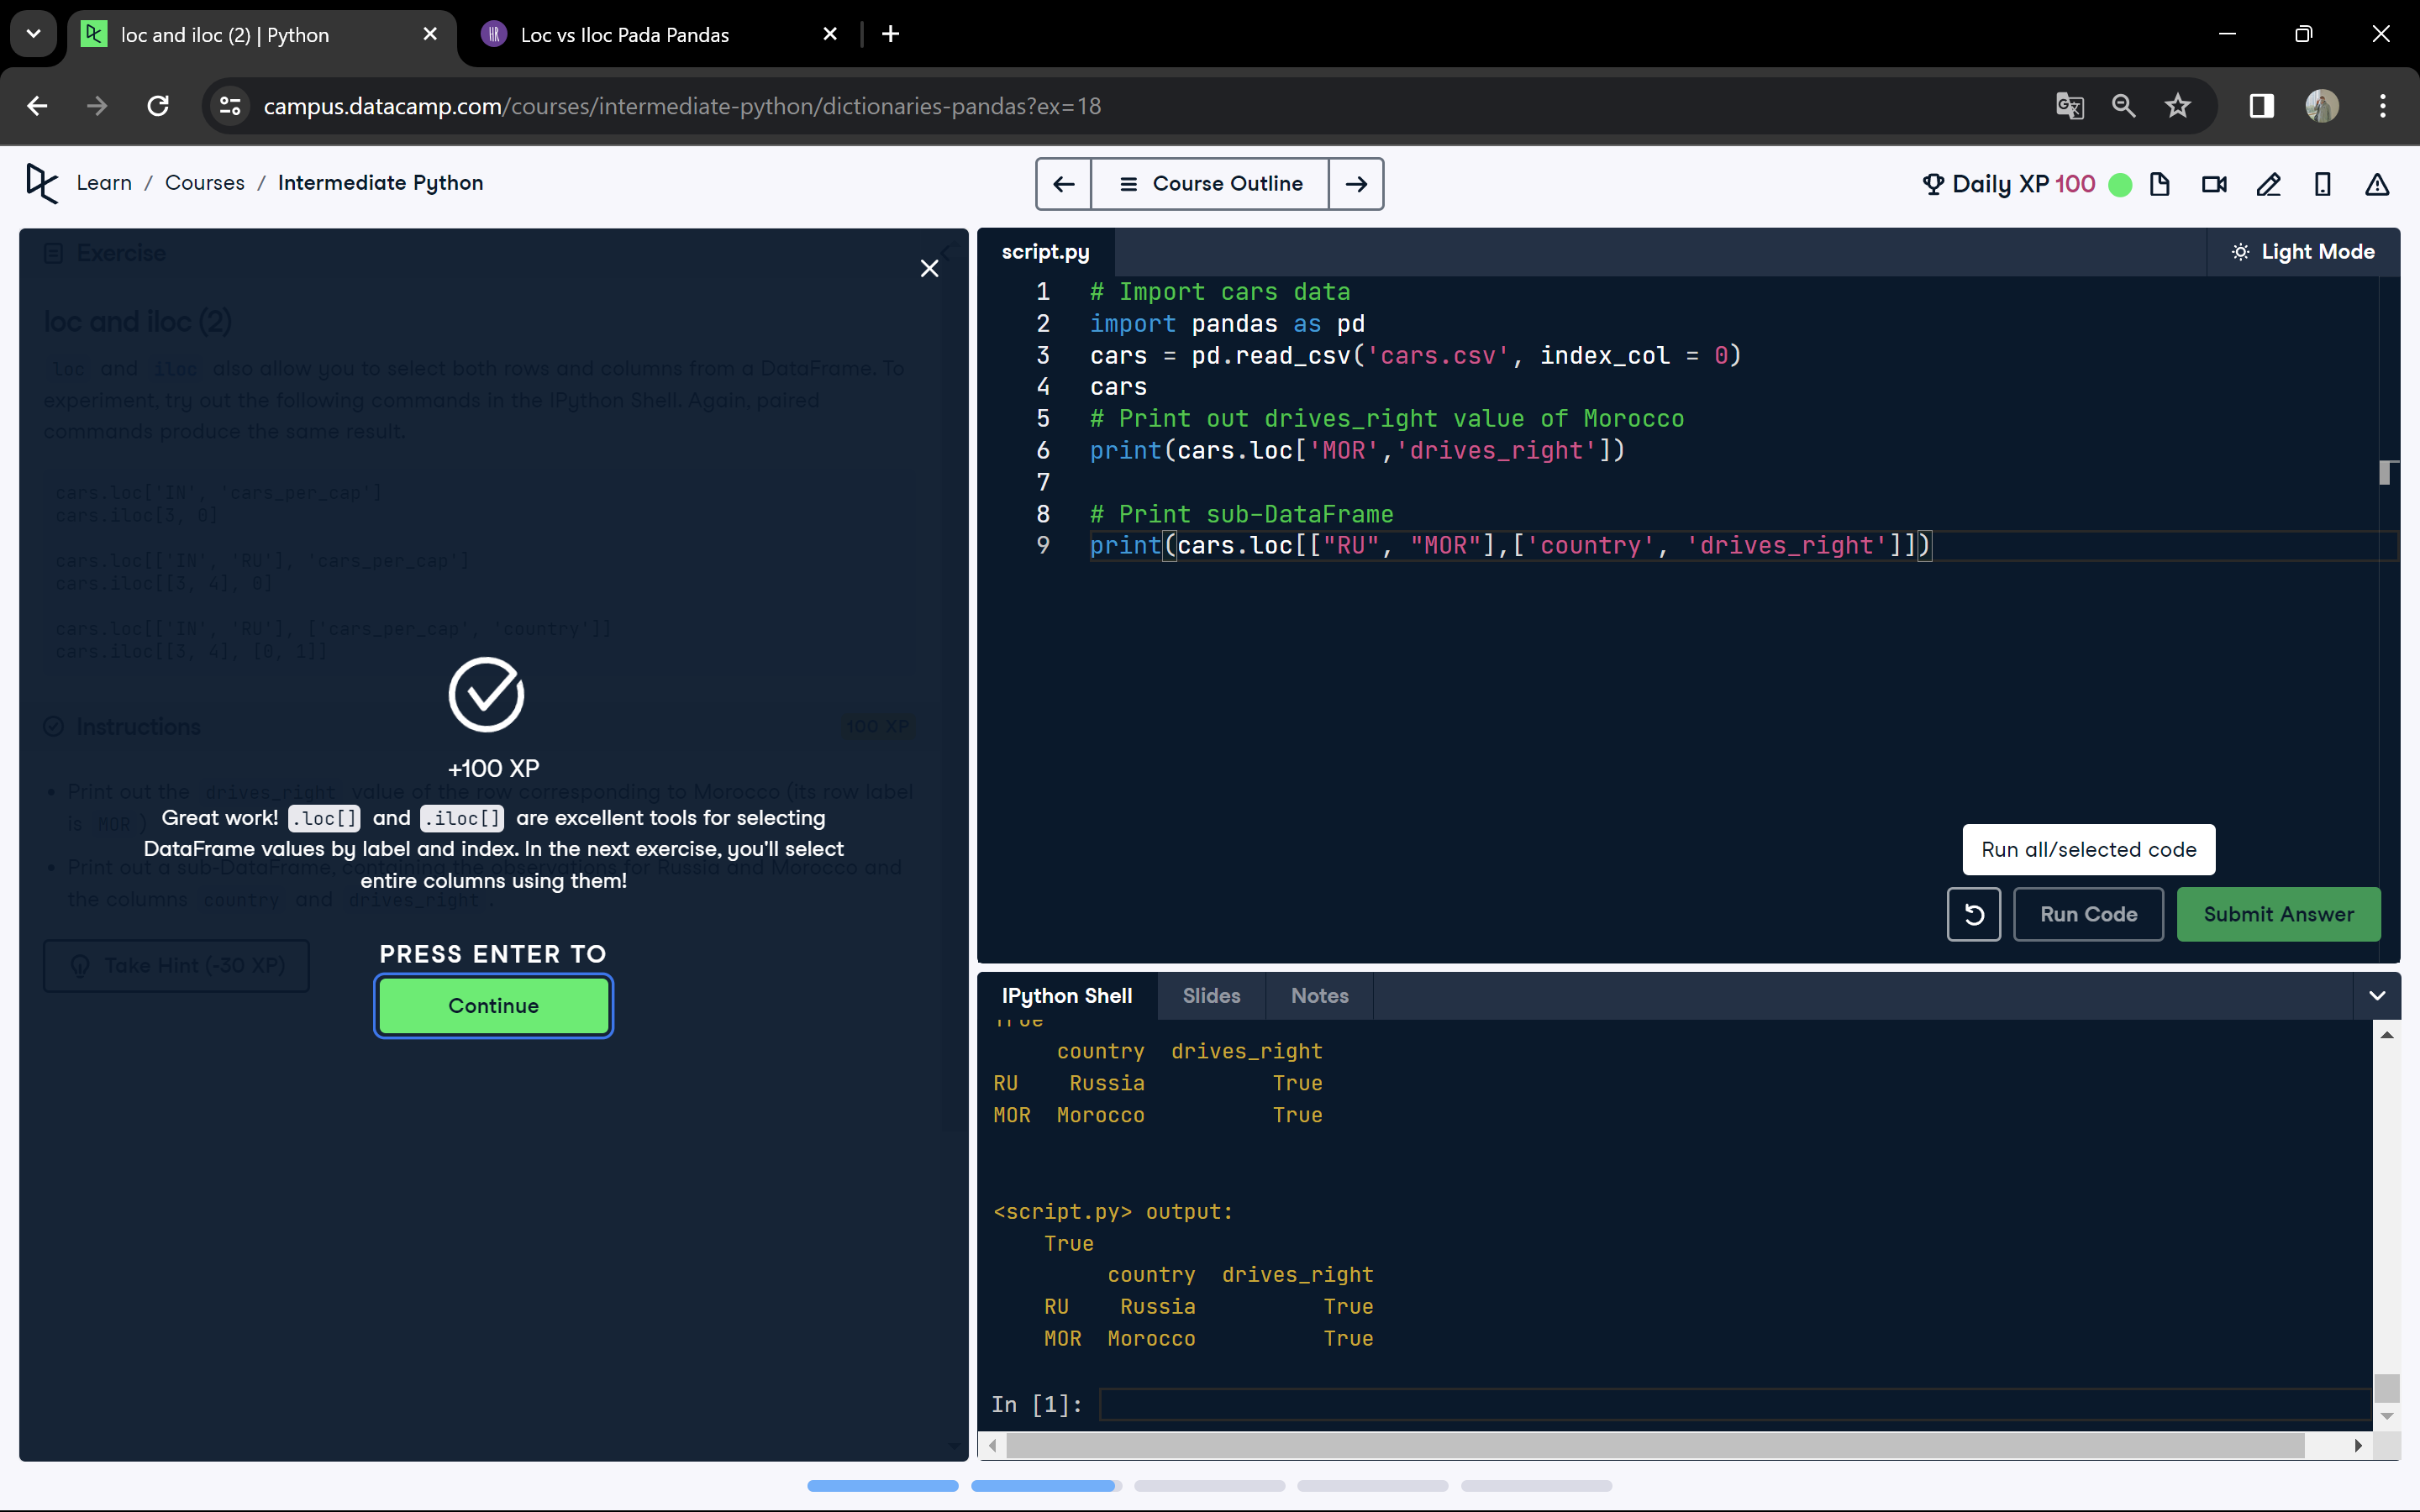 loc and iloc (2) | Python
Loc vs Iloc Pada Pandas
campus.datacamp.com/courses/intermediate-python/dictionaries-pandas?ex=18
Learn / Courses / Intermediate Python
Course Outline
Daily XP 100
Exercise
loc and iloc (2)
loc and iloc also allow you to select both rows and columns from a DataFrame. To
experiment, try out the following commands in the IPython Shell. Again, paired
commands produce the same result.
cars.loc['IN', 'cars_per_cap']
cars.iloc[3, 0]
cars.loc[['IN', 'RU'], 'cars_per_cap']
cars.iloc[[3, 4], 0]
cars.loc[['IN', 'RU'], ['cars_per_cap', 'country']]
cars.iloc[[3, 4], [0, 1]]
Instructions
100 XP
Print out the drives_right value of the row corresponding to Morocco (its row label
is MOR )
Print out a sub-DataFrame, containing the observations for Russia and Morocco and
the columns country and drives_right .
Take Hint (-30 XP)
+100 XP
Great work! .loc[] and .iloc[] are excellent tools for selecting
DataFrame values by label and index. In the next exercise, you'll select
entire columns using them!
PRESS ENTER TO
Continue
script.py
Light Mode
1 # Import cars data
2 import pandas as pd
3 cars = pd.read_csv('cars.csv', index_col = 0)
4 cars
5 # Print out drives_right value of Morocco
6 print(cars.loc['MOR','drives_right'])
7
8 # Print sub-DataFrame
9 print(cars.loc[["RU", "MOR"],['country', 'drives_right']])
Run all/selected code
Run Code
Submit Answer
IPython Shell
Slides
Notes
True
country drives_right
RU Russia True
MOR Morocco True
<script.py> output:
True
country drives_right
RU Russia True
MOR Morocco True
In [1]: